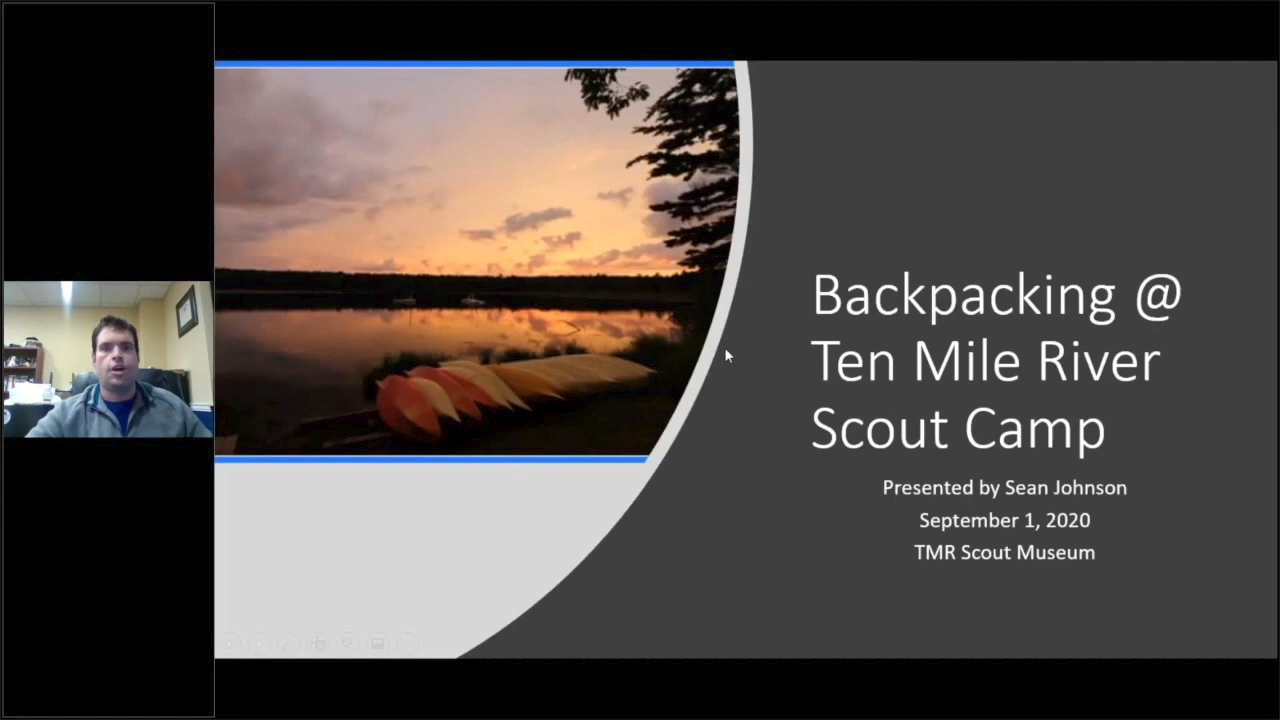 Backpacking @
Ten Mile River
Scout Camp
Presented by Sean Johnson
September 1, 2020
TMR Scout Museum